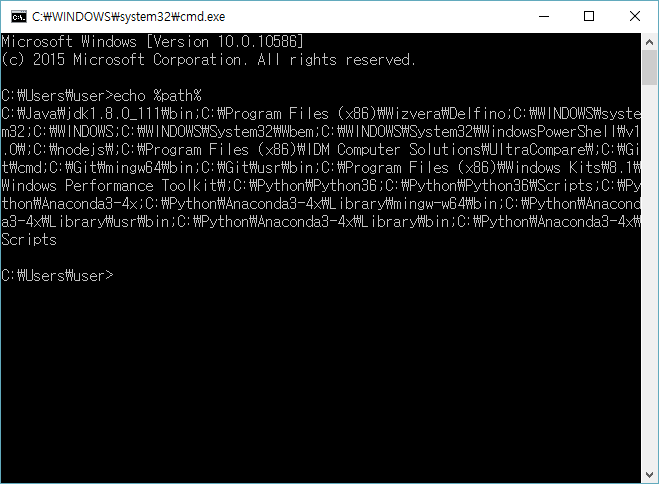 C:₩WINDOWS₩system32₩cmd.exe
Microsoft Windows [Version 10.0.10586]
(c) 2015 Microsoft Corporation. All rights reserved.
C:₩Users₩user>echo %path%
C:₩Java₩jdk1.8.0_111₩bin;C:₩Program Files (x86)₩Wizvera₩Delfino;C:₩WINDOWS₩syste
m32;C:₩WINDOWS;C:₩WINDOWS₩System32₩Wbem;C:₩WINDOWS₩System32₩WindowsPowerShell₩v1
.0₩;C:₩nodejs₩;C:₩Program Files (x86)₩IDM Computer Solutions₩UltraCompare₩;C:₩Gi
t₩cmd;C:₩Git₩mingw64₩bin;C:₩Git₩usr₩bin;C:₩Program Files (x86)₩Windows Kits₩8.1₩
Windows Performance Toolkit₩;C:₩Python₩Python36;C:₩Python₩Python36₩Scripts;C:₩Py
thon₩Anaconda3-4x;C:₩Python₩Anaconda3-4x₩Library₩mingw-w64₩bin;C:₩Python₩Anacond
a3-4x₩Library₩usr₩bin;C:₩Python₩Anaconda3-4x₩Library₩bin;C:₩Python₩Anaconda3-4x₩
Scripts
C:₩Users₩user>